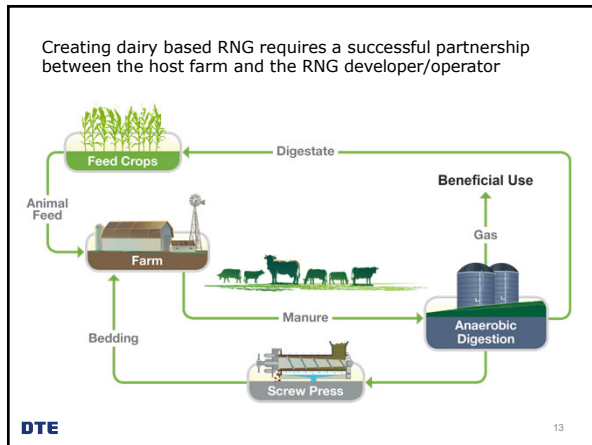 Creating dairy based RNG requires a successful partnership
between the host farm and the RNG developer/operator
Digestate
Feed Crops
Beneficial Use
Animal
Feed
Gas
Farm
Manure
Anaerobic
Digestion
Bedding
Screw Press
DTE
13